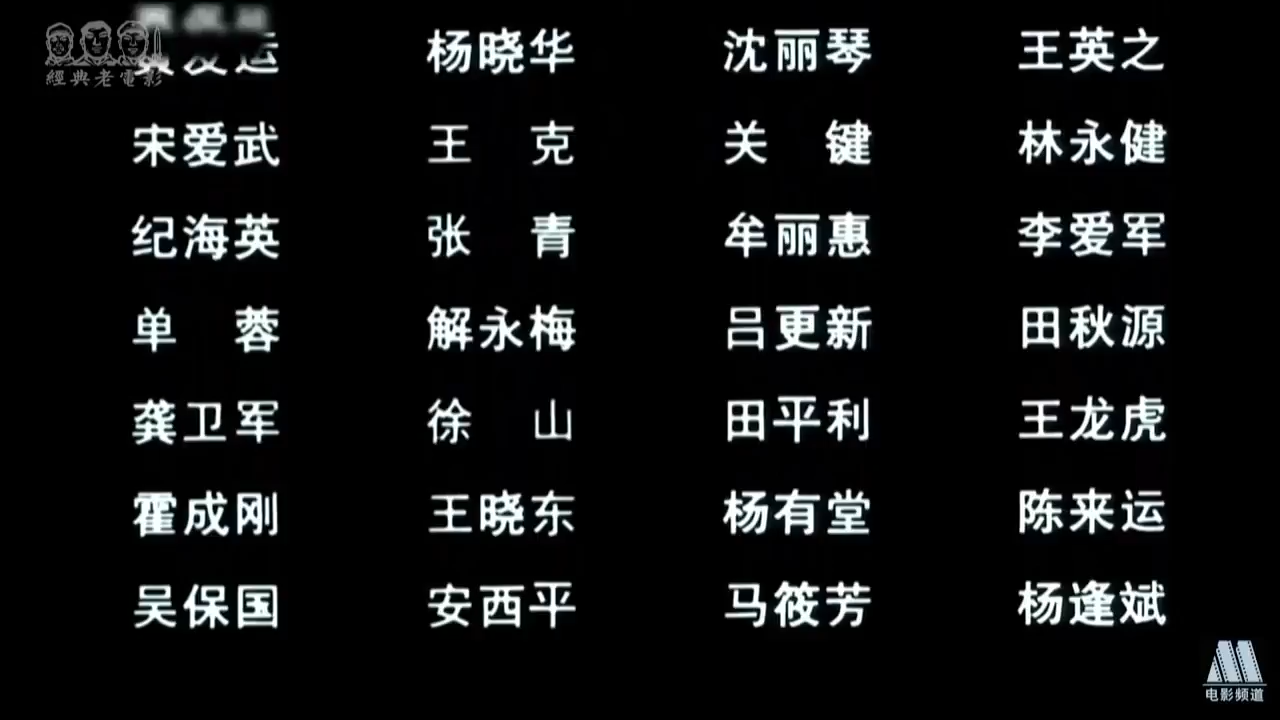 經典老電影
杨晓华 沈丽琴 王英之
宋爱武 王 克 关 键 林永健
纪海英 张 青 牟丽惠 李爱军
单 蓉 解永梅 吕更新 田秋源
龚卫军 徐 山 田平利 王龙虎
霍成刚 王晓东 杨有堂 陈来运
吴保国 安西平 马筱芳 杨逢斌
电影频道